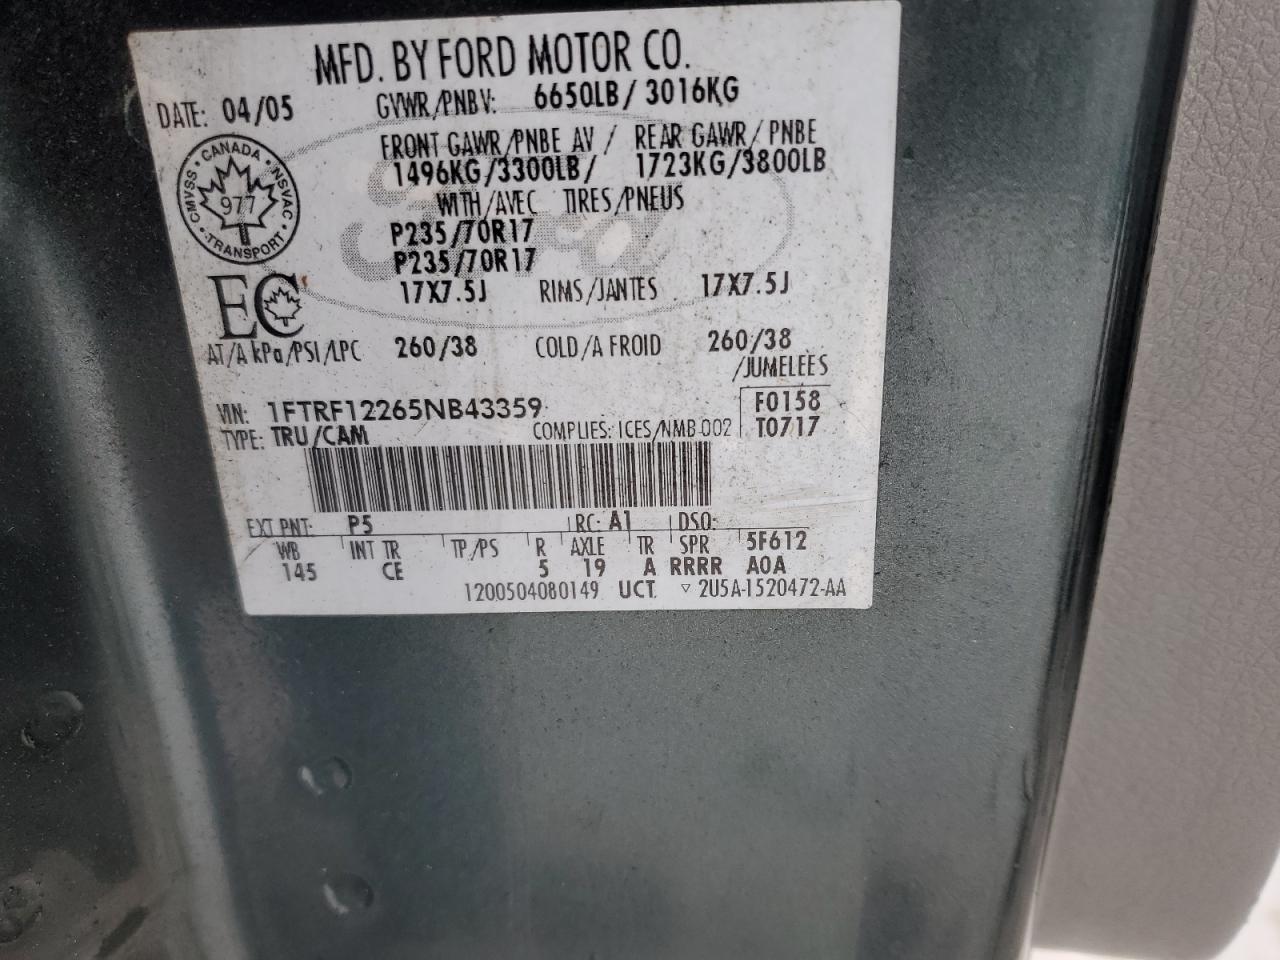 MFD. BY FORD MOTOR CO.
DATE: 04/05 GVWR/PNBV: 6650LB/3016KG
FRONT GAWR/PNBE AV / REAR GAWR/PNBE
1496KG/3300LB/ 1723KG/3800LB
WITH/AVEC TIRES/PNEUS
P235/70R17
P235/70R17
17X7.5J RIMS/JANTES 17X7.5J
CANADA
CMVSS 977 NSVAC
TRANSPORT
EC
AT/A kPa/PSI/LPC 260/38 COLD/A FROID 260/38
/JUMELEES
VIN: 1FTRF12265NB43359 F0158
TYPE: TRU/CAM COMPLIES: ICES/NMB 002 T0717
EXT PNT: P5 RC: A1 DSO:
WB INT TR TP/PS R AXLE TR SPR 5F612
145 CE 5 19 A RRRR A0A
1200504080149 UCT. ▽ 2U5A-1520472-AA